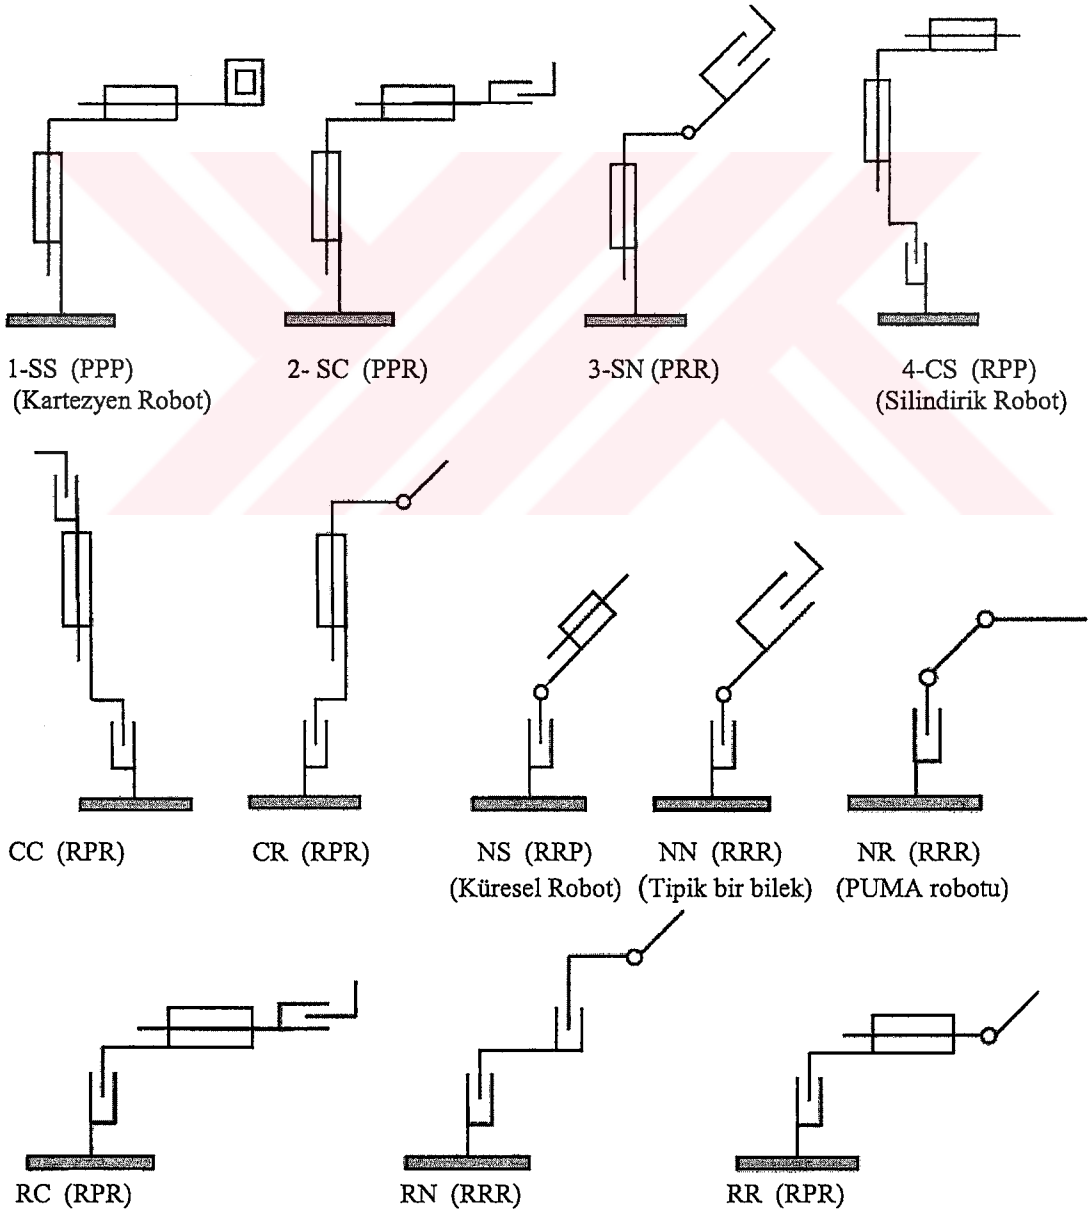 1-SS (PPP)
(Kartezyen Robot)
2- SC (PPR)
3-SN (PRR)
4-CS (RPP)
(Silindirik Robot)
CC (RPR)
CR (RPR)
NS (RRP)
(Küresel Robot)
NN (RRR)
(Tipik bir bilek)
NR (RRR)
(PUMA robotu)
RC (RPR)
RN (RRR)
RR (RPR)